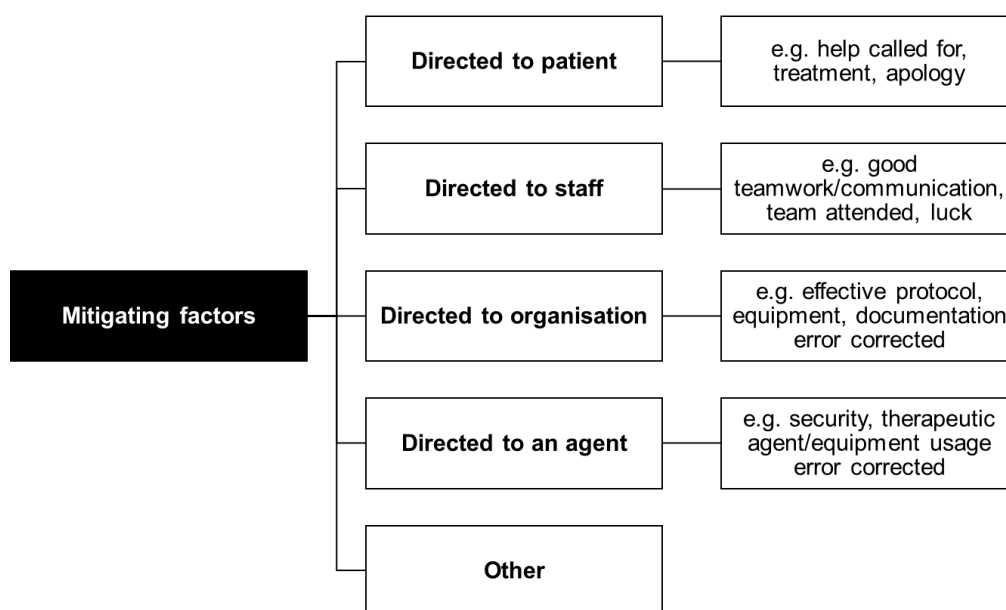 Mitigating factors
Directed to patient
e.g. help called for,
treatment, apology
Directed to staff
e.g. good
teamwork/communication,
team attended, luck
Directed to organisation
e.g. effective protocol,
equipment, documentation
error corrected
Directed to an agent
e.g. security, therapeutic
agent/equipment usage
error corrected
Other